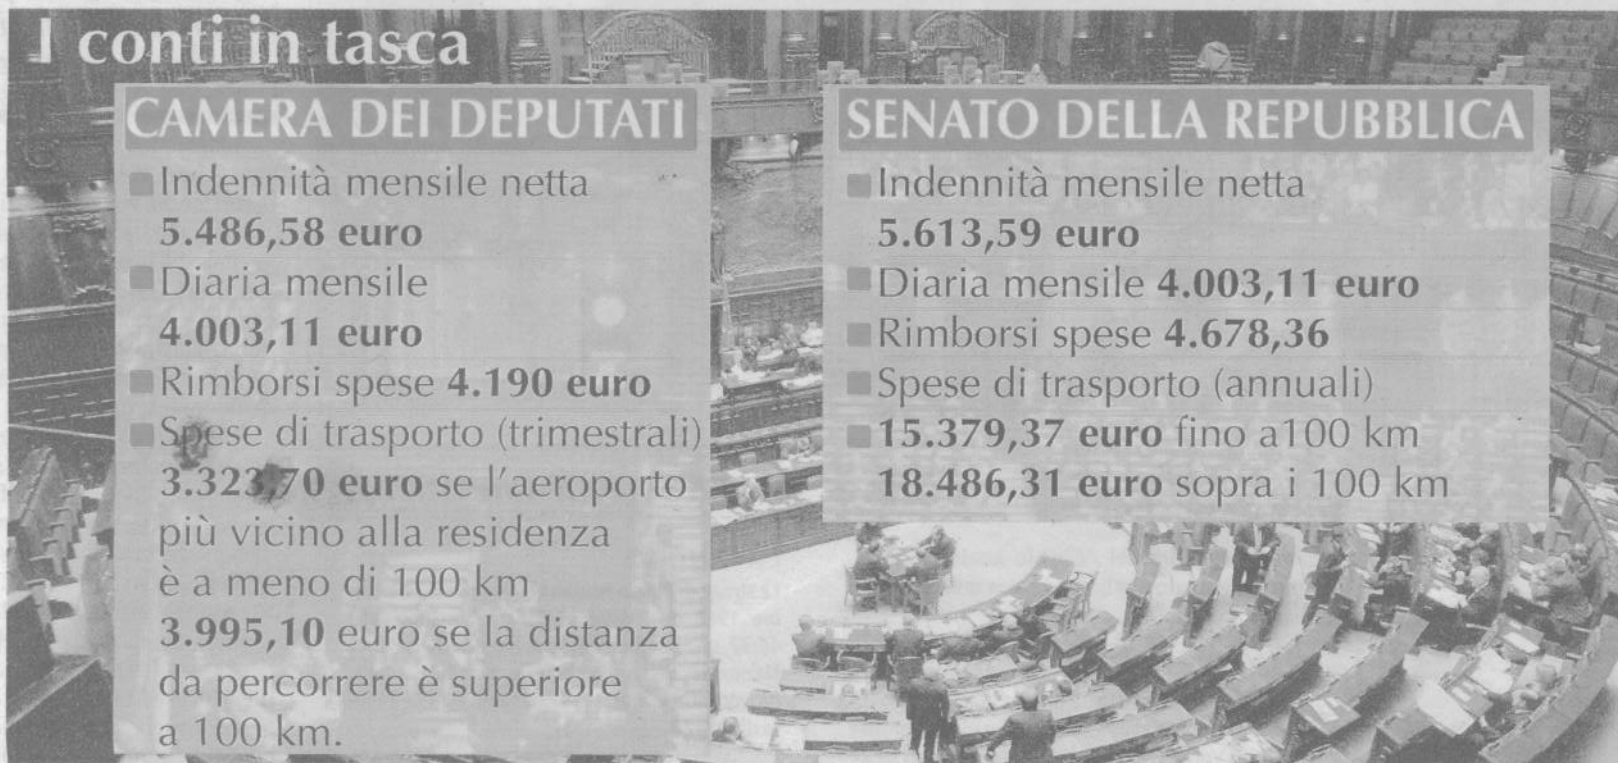 I conti in tasca
CAMERA DEI DEPUTATI
Indennità mensile netta
5.486,58 euro
Diaria mensile
4.003,11 euro
Rimborsi spese 4.190 euro
Spese di trasporto (trimestrali)
3.323,70 euro se l'aeroporto
più vicino alla residenza
è a meno di 100 km
3.995,10 euro se la distanza
da percorrere è superiore
a 100 km.
SENATO DELLA REPUBBLICA
Indennità mensile netta
5.613,59 euro
Diaria mensile 4.003,11 euro
Rimborsi spese 4.678,36
Spese di trasporto (annuali)
15.379,37 euro fino a100 km
18.486,31 euro sopra i 100 km